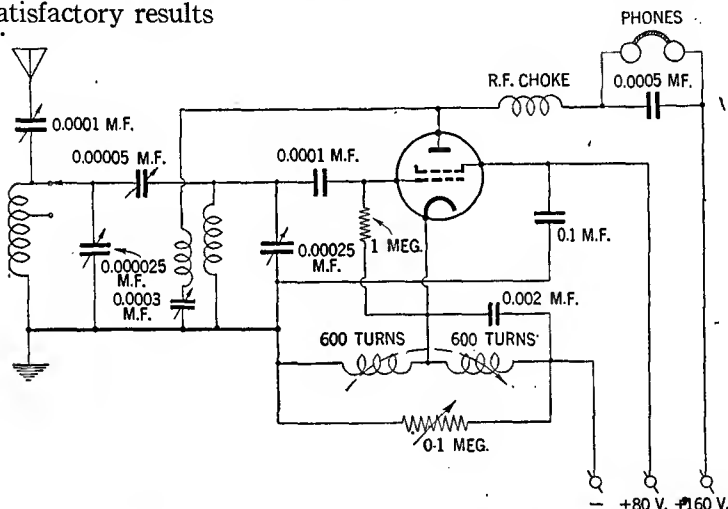 atisfactory results
PHONES
R.F. CHOKE
0.0005 MF.
0.0001 M.F.
0.00005 M.F.
0.0001 M.F.
0.000025
M.F.
0.0003
M.F.
0.00025
M.F.
1 MEG.
0.1 M.F.
0.002 M.F.
600 TURNS
600 TURNS
0.1 MEG.
– +80 V. +160 V.